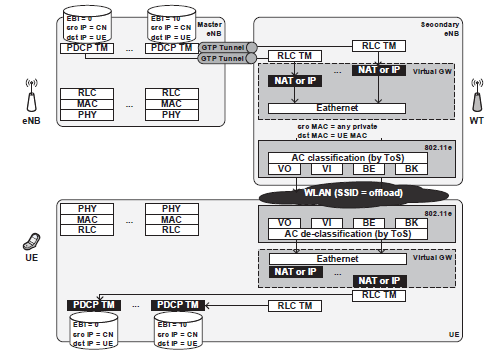 EBI = 0
sro IP = CN
dst IP = UE
EBI = 10
sro IP = CN
dst IP = UE
Master
eNB
Secondary
eNB
PDCP TM
...
PDCP TM
GTP Tunnel
GTP Tunnel
RLC TM
RLC TM
...
NAT or IP
NAT or IP
Virtual GW
Eathernet
RLC
MAC
PHY
...
RLC
MAC
PHY
eNB
WT
sro MAC = any private
dst MAC = UE MAC
802.11e
AC classification (by ToS)
VO
VI
BE
BK
WLAN (SSID = offload)
PHY
MAC
RLC
...
PHY
MAC
RLC
VO
VI
BE
BK
802.11e
AC de-classification (by ToS)
UE
Eathernet
Virtual GW
NAT or IP
...
NAT or IP
RLC TM
RLC TM
PDCP TM
...
PDCP TM
EBI = 0
sro IP = CN
dst IP = UE
EBI = 10
sro IP = CN
dst IP = UE
UE